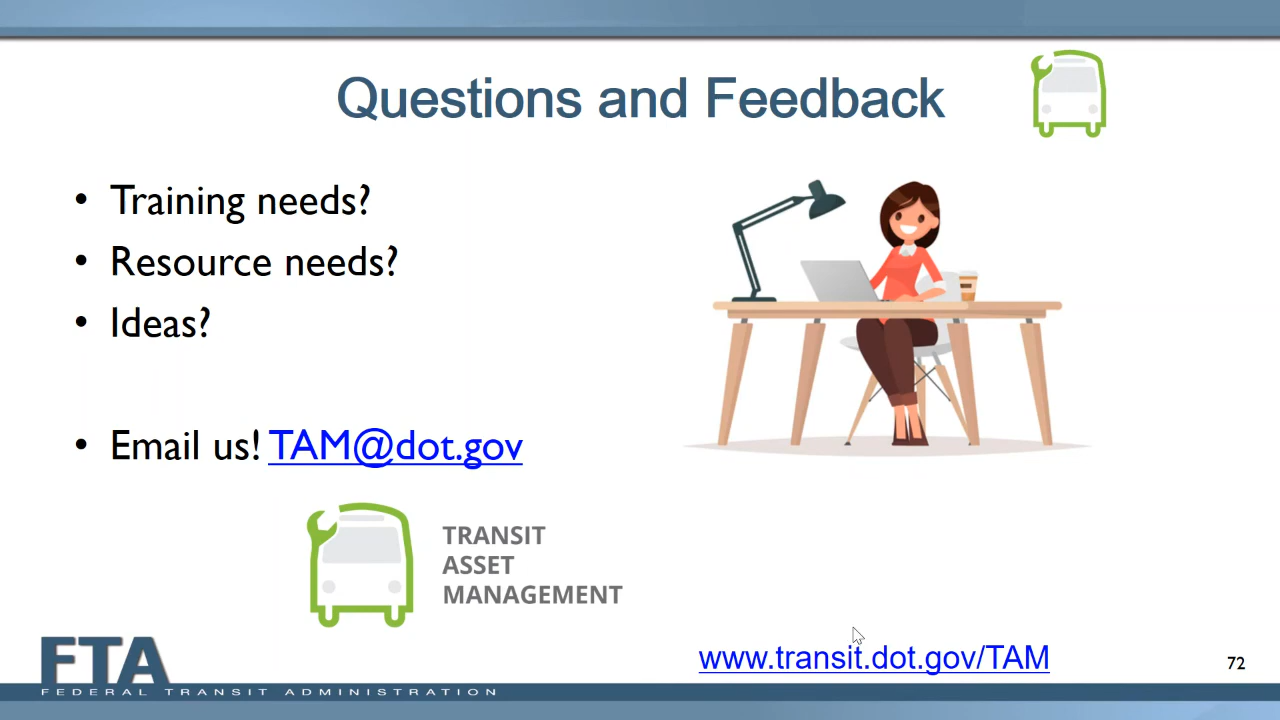 Questions and Feedback
• Training needs?
• Resource needs?
• Ideas?
• Email us! TAM@dot.gov
TRANSIT
ASSET
MANAGEMENT
www.transit.dot.gov/TAM
72
FTA
FEDERAL TRANSIT ADMINISTRATION